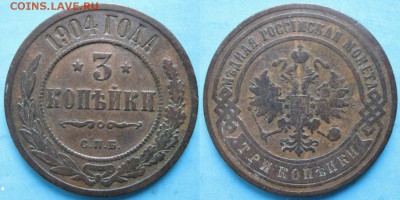 COINS.LAVE.RU
1904 ГОДА
3
КОПѢЙКИ
С.П.Б.
МѢДНАЯ РОССІЙСКАЯ МОНЕТА
ТРИ КОПѢЙКИ